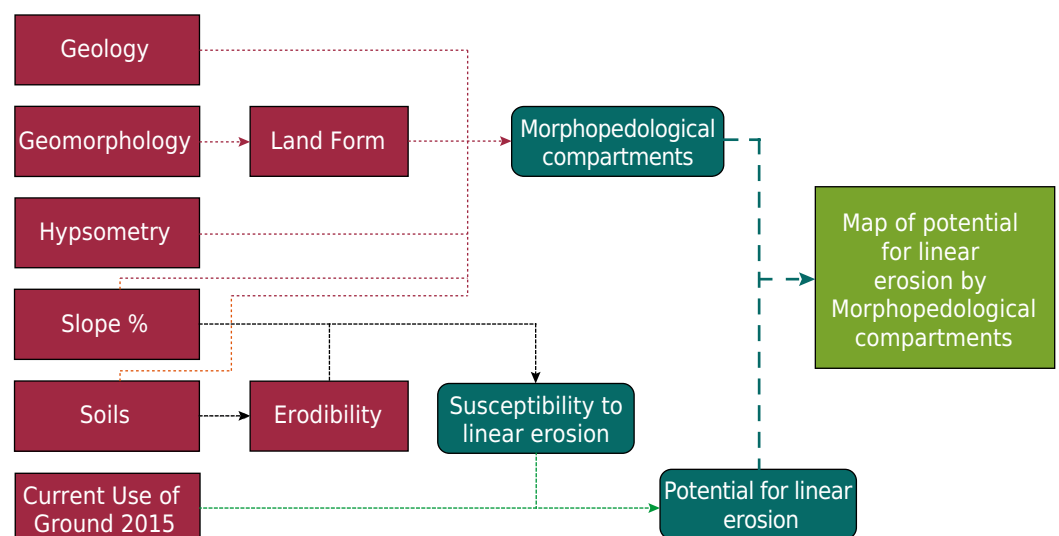 Geology
Geomorphology
Land Form
Morphopedological
compartments
Hypsometry
Map of potential
for linear
erosion by
Morphopedological
compartments
Slope %
Soils
Erodibility
Susceptibility to
linear erosion
Current Use of
Ground 2015
Potential for linear
erosion